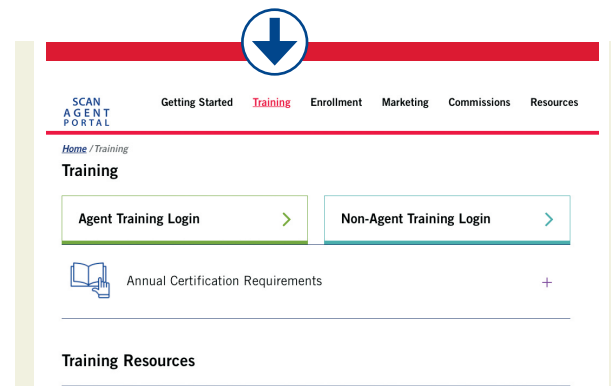 SCAN
AGENT
PORTAL
Getting Started Training Enrollment Marketing Commissions Resources
Home / Training
Training
Agent Training Login
Non-Agent Training Login
Annual Certification Requirements
Training Resources